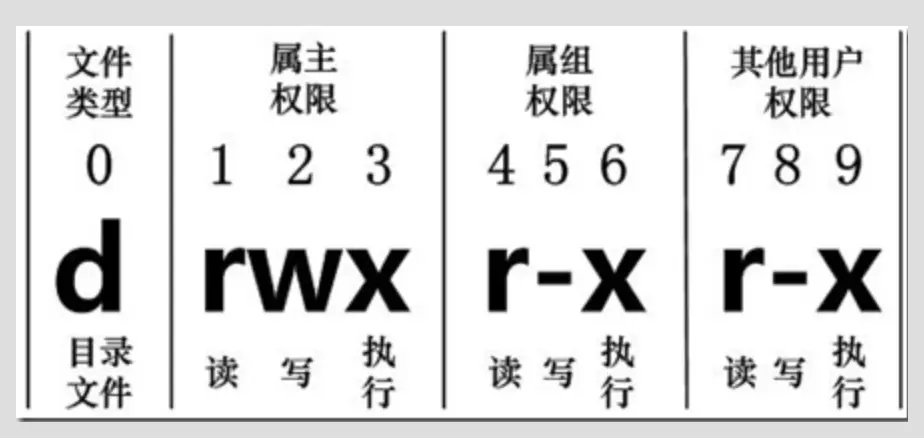 文件
类型
属主
权限
属组
权限
其他用户
权限
0
1 2 3
4 5 6
7 8 9
d
rwx
r-x
r-x
目录
文件
读 写 执行
读 写 执行
读 写 执行